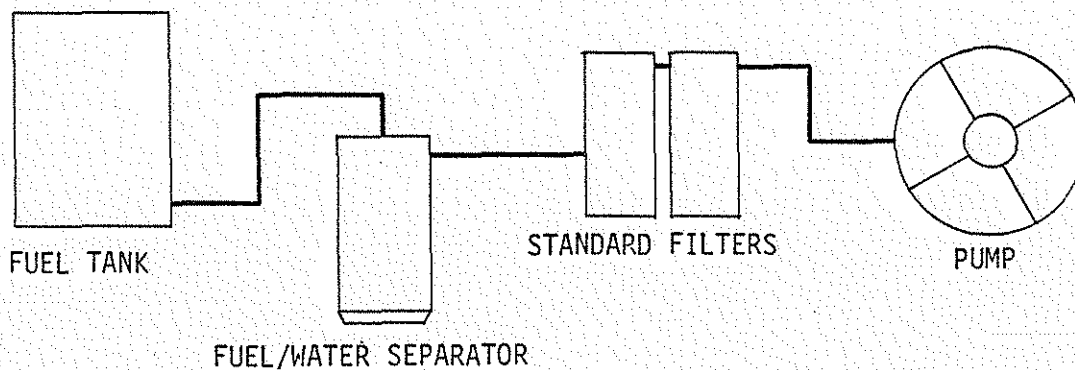 FUEL TANK
FUEL/WATER SEPARATOR
STANDARD FILTERS
PUMP